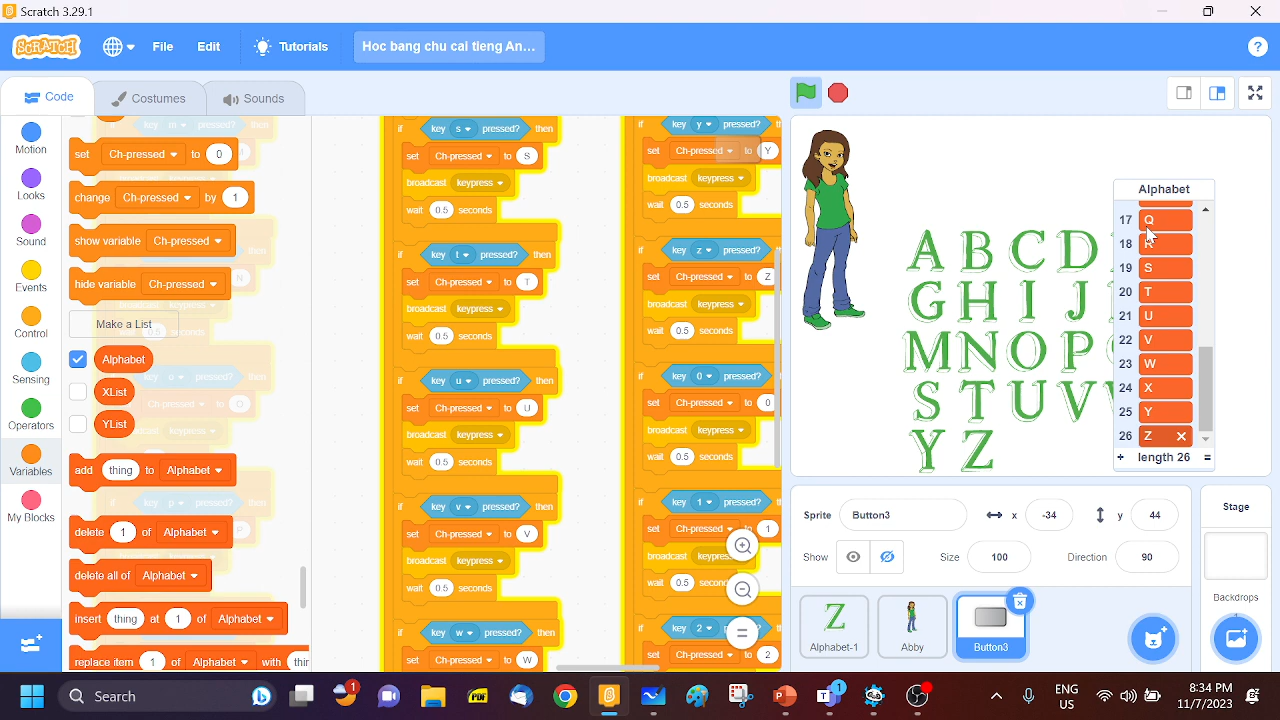 Scratch 3.29.1
SCRATCH File Edit Tutorials Hoc bang chu cai tieng An...
Code Costumes Sounds
Motion
Looks
Sound
Events
Control
Sensing
Operators
Variables
My Blocks
set Ch-pressed to 0
change Ch-pressed by 1
show variable Ch-pressed
hide variable Ch-pressed
Make a List
Alphabet
XList
YList
add thing to Alphabet
delete 1 of Alphabet
delete all of Alphabet
insert thing at 1 of Alphabet
replace item 1 of Alphabet with
if key s pressed? then
set Ch-pressed to S
broadcast keypress
wait 0.5 seconds
if key t pressed? then
set Ch-pressed to T
broadcast keypress
wait 0.5 seconds
if key u pressed? then
set Ch-pressed to U
broadcast keypress
wait 0.5 seconds
if key v pressed? then
set Ch-pressed to V
broadcast keypress
wait 0.5 seconds
if key w pressed? then
set Ch-pressed to W
if key y pressed?
set Ch-pressed to Y
broadcast keypress
wait 0.5 seconds
if key z pressed?
set Ch-pressed to Z
broadcast keypress
wait 0.5 seconds
if key 0 pressed?
set Ch-pressed to 0
broadcast keypress
wait 0.5 seconds
if key 1 pressed?
set Ch-pressed to 1
broadcast
wait 0.5
if key 2
set Ch-pressed to 2
A B C D
G H I J
M N O P
S T U V
Y Z
Alphabet
17 Q
18 R
19 S
20 T
21 U
22 V
23 W
24 X
25 Y
26 Z
+ length 26 =
Sprite Button3 x -34 y 44
Show Size 100 Direction 90
Alphabet-1 Abby Button3
Stage
Backdrops
Search
PDF
1
1
ENG
US
8:34 PM
11/7/2023